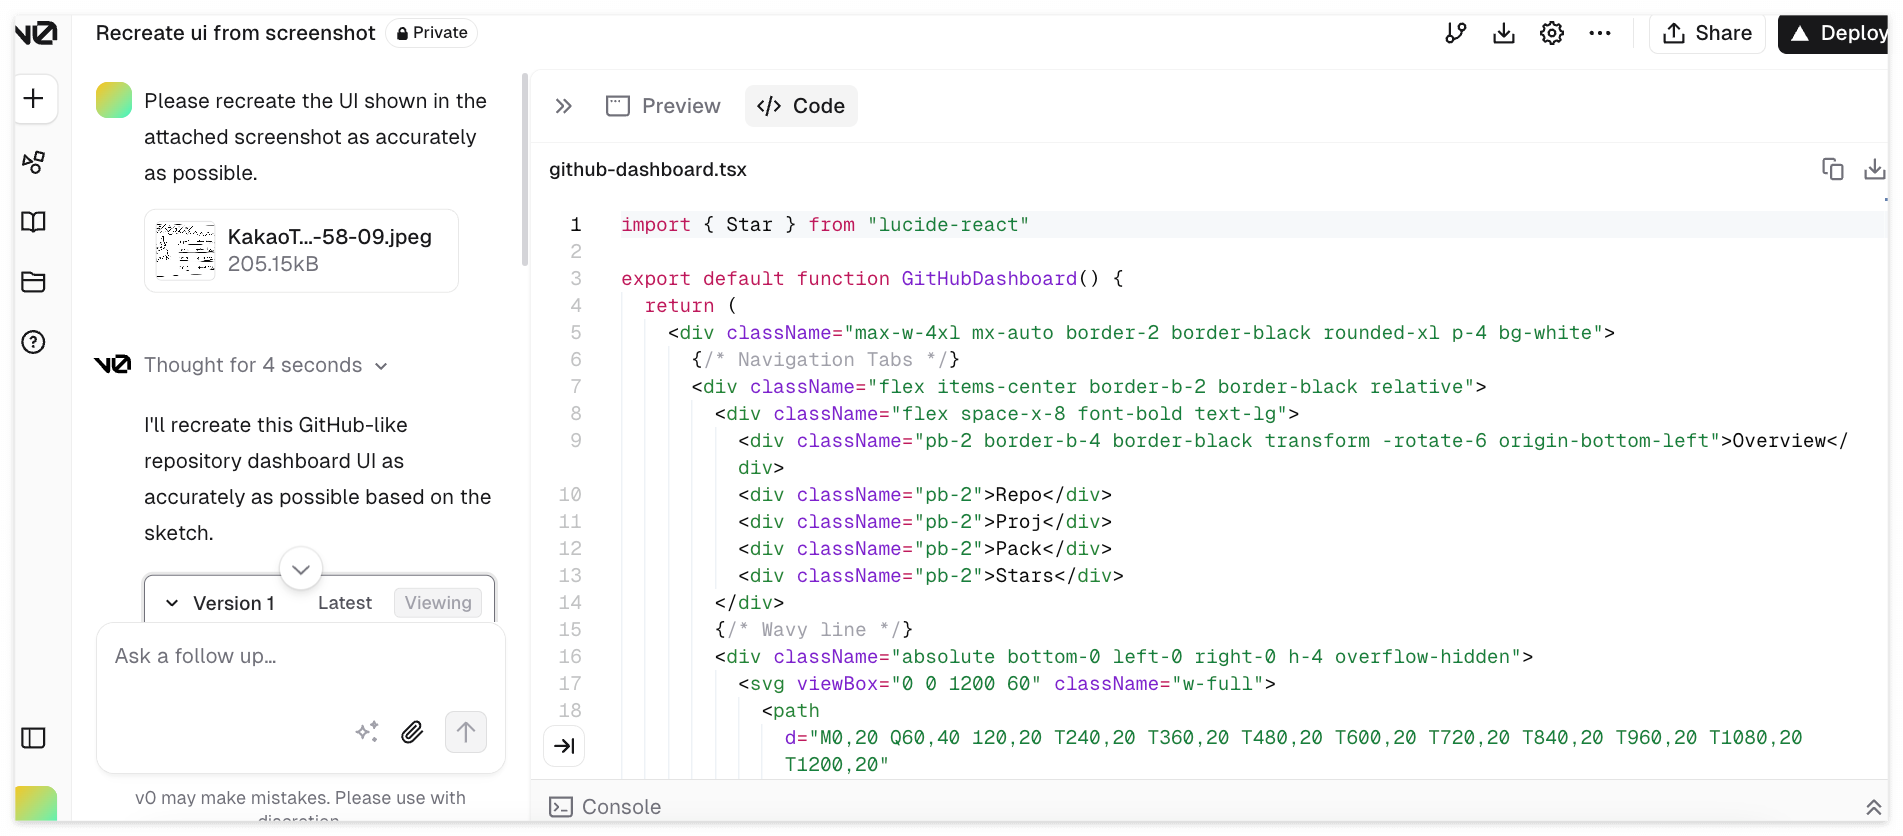 v0
Recreate ui from screenshot
Private
Share
Deploy
Please recreate the UI shown in the
attached screenshot as accurately
as possible.
KakaoT...-58-09.jpeg
205.15kB
v0
Thought for 4 seconds
I'll recreate this GitHub-like
repository dashboard UI as
accurately as possible based on the
sketch.
Version 1 Latest Viewing
Ask a follow up...
v0 may make mistakes. Please use with
discretion.
Preview
Code
github-dashboard.tsx
1 import { Star } from "lucide-react"
2
3 export default function GitHubDashboard() {
4 return (
5 <div className="max-w-4xl mx-auto border-2 border-black rounded-xl p-4 bg-white">
6 {/* Navigation Tabs */}
7 <div className="flex items-center border-b-2 border-black relative">
8 <div className="flex space-x-8 font-bold text-lg">
9 <div className="pb-2 border-b-4 border-black transform -rotate-6 origin-bottom-left">Overview</
div>
10 <div className="pb-2">Repo</div>
11 <div className="pb-2">Proj</div>
12 <div className="pb-2">Pack</div>
13 <div className="pb-2">Stars</div>
14 </div>
15 {/* Wavy line */}
16 <div className="absolute bottom-0 left-0 right-0 h-4 overflow-hidden">
17 <svg viewBox="0 0 1200 60" className="w-full">
18 <path
d="M0,20 Q60,40 120,20 T240,20 T360,20 T480,20 T600,20 T720,20 T840,20 T960,20 T1080,20
T1200,20"
Console